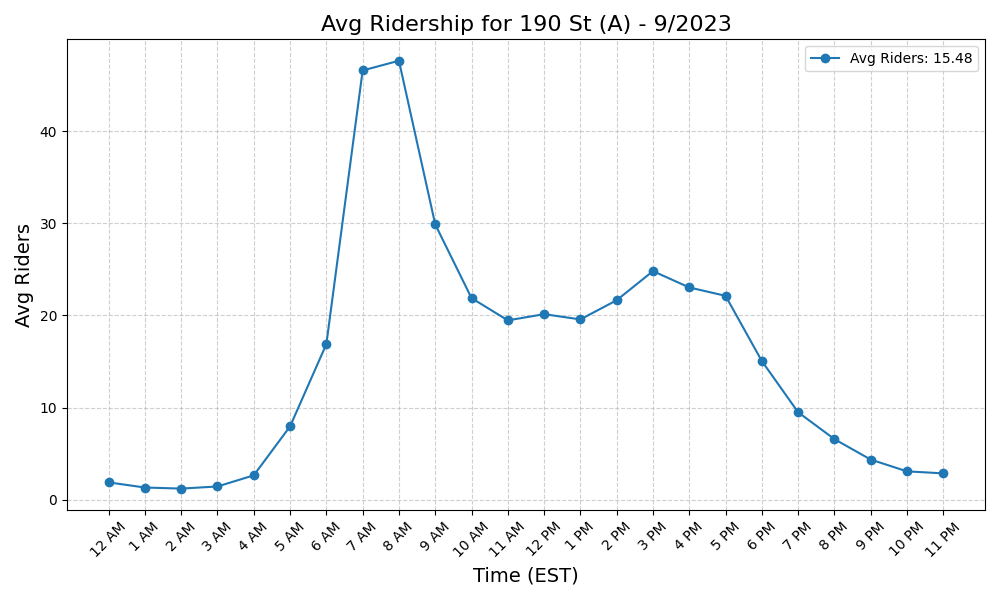 Avg Ridership for 190 St (A) - 9/2023
Avg Riders: 15.48
Avg Riders
40
30
20
10
0
12 AM
1 AM
2 AM
3 AM
4 AM
5 AM
6 AM
7 AM
8 AM
9 AM
10 AM
11 AM
12 PM
1 PM
2 PM
3 PM
4 PM
5 PM
6 PM
7 PM
8 PM
9 PM
10 PM
11 PM
Time (EST)